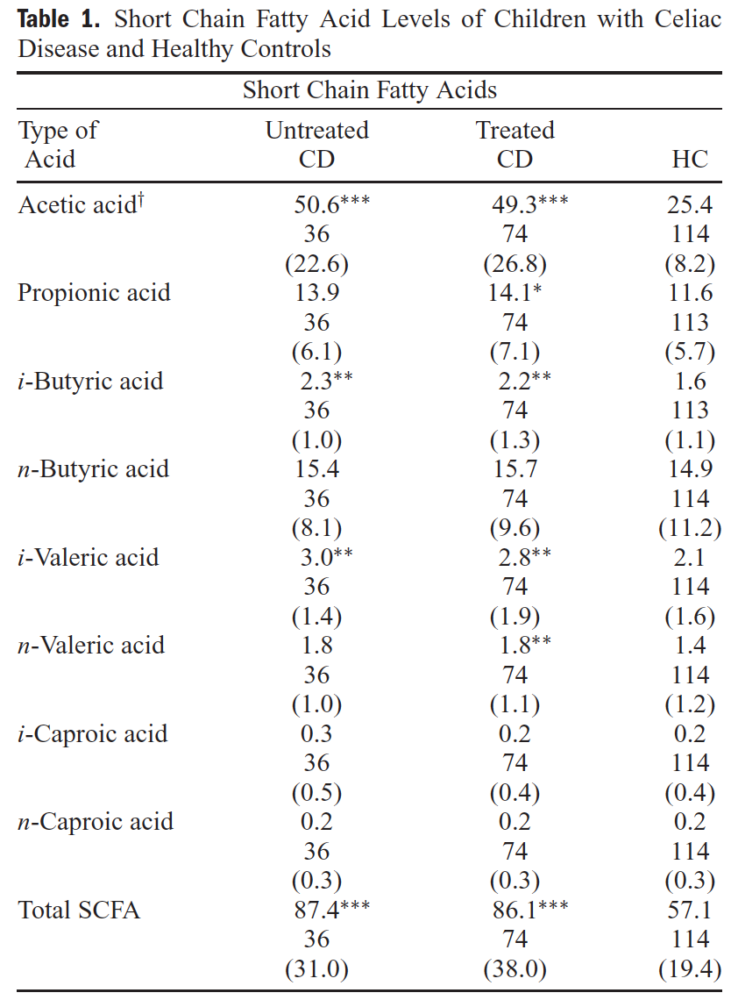 Table 1. Short Chain Fatty Acid Levels of Children with Celiac
Disease and Healthy Controls
Short Chain Fatty Acids
Type of Untreated Treated
Acid CD CD HC
Acetic acid† 50.6*** 49.3*** 25.4
36 74 114
(22.6) (26.8) (8.2)
Propionic acid 13.9 14.1* 11.6
36 74 113
(6.1) (7.1) (5.7)
i-Butyric acid 2.3** 2.2** 1.6
36 74 113
(1.0) (1.3) (1.1)
n-Butyric acid 15.4 15.7 14.9
36 74 114
(8.1) (9.6) (11.2)
i-Valeric acid 3.0** 2.8** 2.1
36 74 114
(1.4) (1.9) (1.6)
n-Valeric acid 1.8 1.8** 1.4
36 74 114
(1.0) (1.1) (1.2)
i-Caproic acid 0.3 0.2 0.2
36 74 114
(0.5) (0.4) (0.4)
n-Caproic acid 0.2 0.2 0.2
36 74 114
(0.3) (0.3) (0.3)
Total SCFA 87.4*** 86.1*** 57.1
36 74 114
(31.0) (38.0) (19.4)